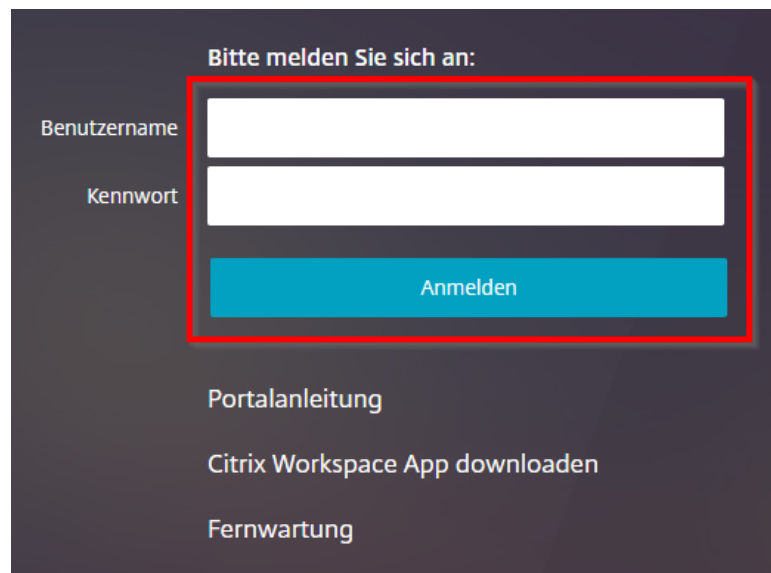 Bitte melden Sie sich an:
Benutzername
Kennwort
Anmelden
Portalanleitung
Citrix Workspace App downloaden
Fernwartung